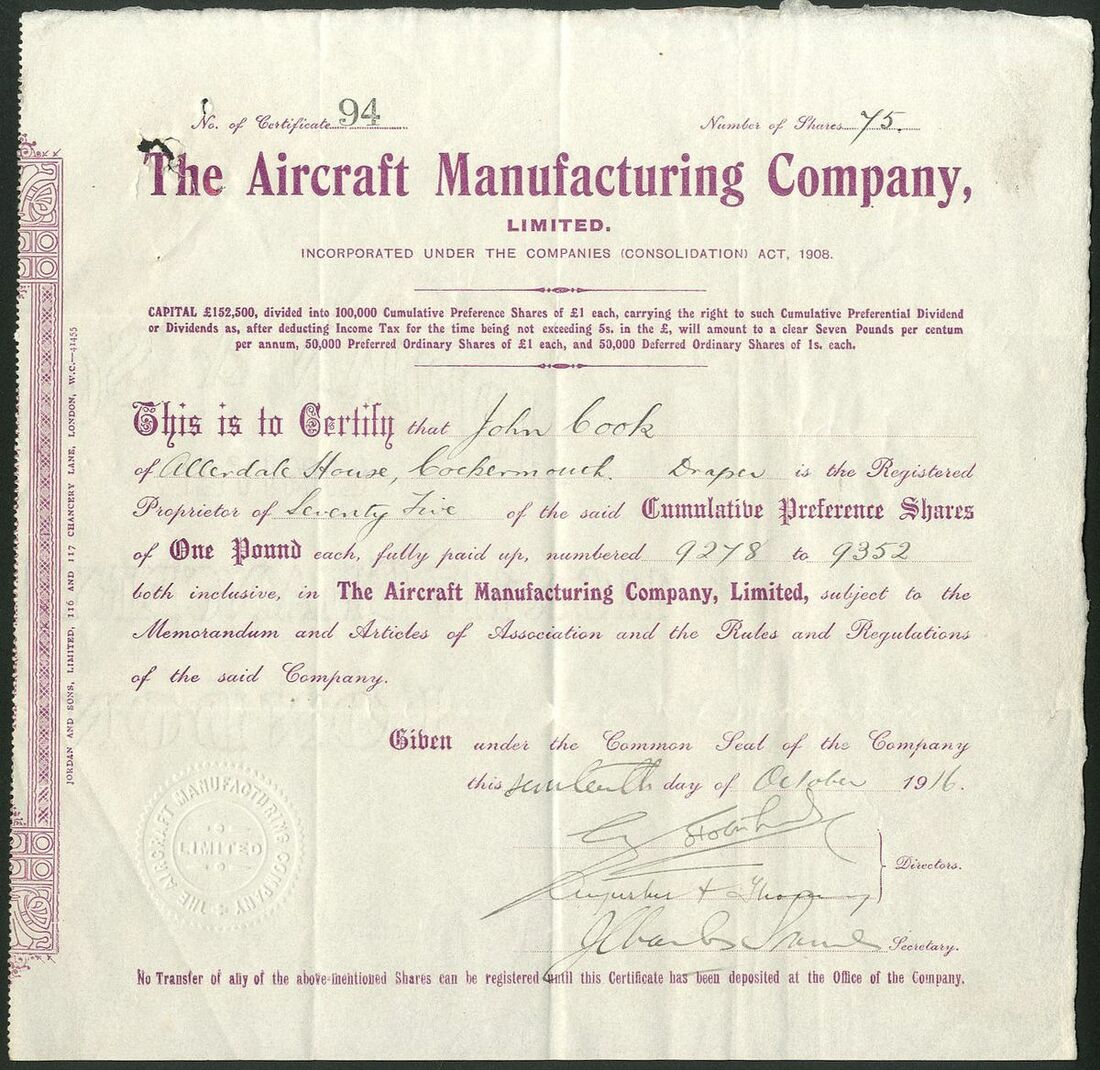 No. of Certificate 94
Number of Shares 75.
The Aircraft Manufacturing Company,
LIMITED.
INCORPORATED UNDER THE COMPANIES (CONSOLIDATION) ACT, 1908.
CAPITAL £152,500, divided into 100,000 Cumulative Preference Shares of £1 each, carrying the right to such Cumulative Preferential Dividend
or Dividends as, after deducting Income Tax for the time being not exceeding 5s. in the £, will amount to a clear Seven Pounds per centum
per annum, 50,000 Preferred Ordinary Shares of £1 each, and 50,000 Deferred Ordinary Shares of 1s. each.
This is to Certify that John Cook
of Allerdale House, Cockermouth. Draper is the Registered
Proprietor of Seventy Five of the said Cumulative Preference Shares
of One Pound each, fully paid up, numbered 9278 to 9352
both inclusive, in The Aircraft Manufacturing Company, Limited, subject to the
Memorandum and Articles of Association and the Rules and Regulations
of the said Company.
Given under the Common Seal of the Company
this day of October 1916.
Directors.
Secretary.
No Transfer of any of the above-mentioned Shares can be registered until this Certificate has been deposited at the Office of the Company.
THE AIRCRAFT MANUFACTURING COMPANY
LIMITED
JORDAN AND SONS, LIMITED, 116 AND 117 CHANCERY LANE, LONDON, W.C.—41455